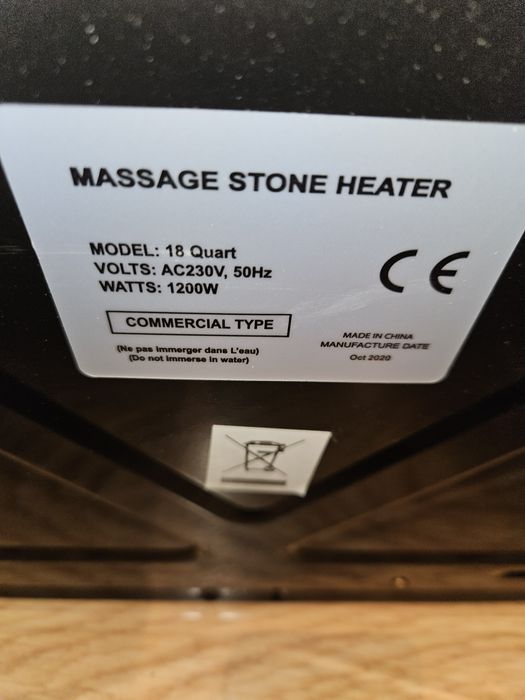 MASSAGE STONE HEATER
MODEL: 18 Quart
VOLTS: AC230V, 50Hz
WATTS: 1200W
CE
COMMERCIAL TYPE
(Ne pas immerger dans L'eau)
(Do not immerse in water)
MADE IN CHINA
MANUFACTURE DATE
Oct 2020